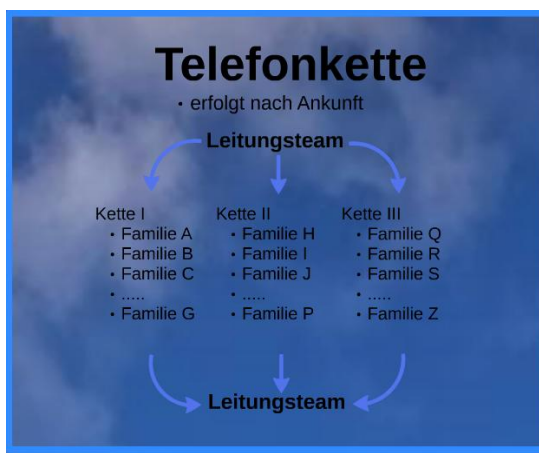 Telefonkette
• erfolgt nach Ankunft
Leitungsteam
Kette I
• Familie A
• Familie B
• Familie C
• .....
• Familie G
Kette II
• Familie H
• Familie I
• Familie J
• .....
• Familie P
Kette III
• Familie Q
• Familie R
• Familie S
• .....
• Familie Z
Leitungsteam